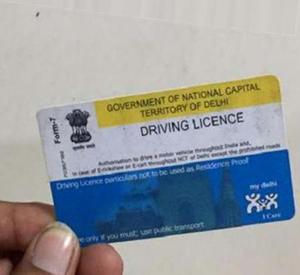 GOVERNMENT OF NATIONAL CAPITAL
TERRITORY OF DELHI
Form-7
DRIVING LICENCE
Authorisation to drive a motor vehicle throughout India and,
in case of E-rickshaw or E-cart throughout NCT of Delhi except the prohibited roads
Driving Licence particulars not to be used as Residence Proof
my delhi
I Care
e only if you must; use public transport